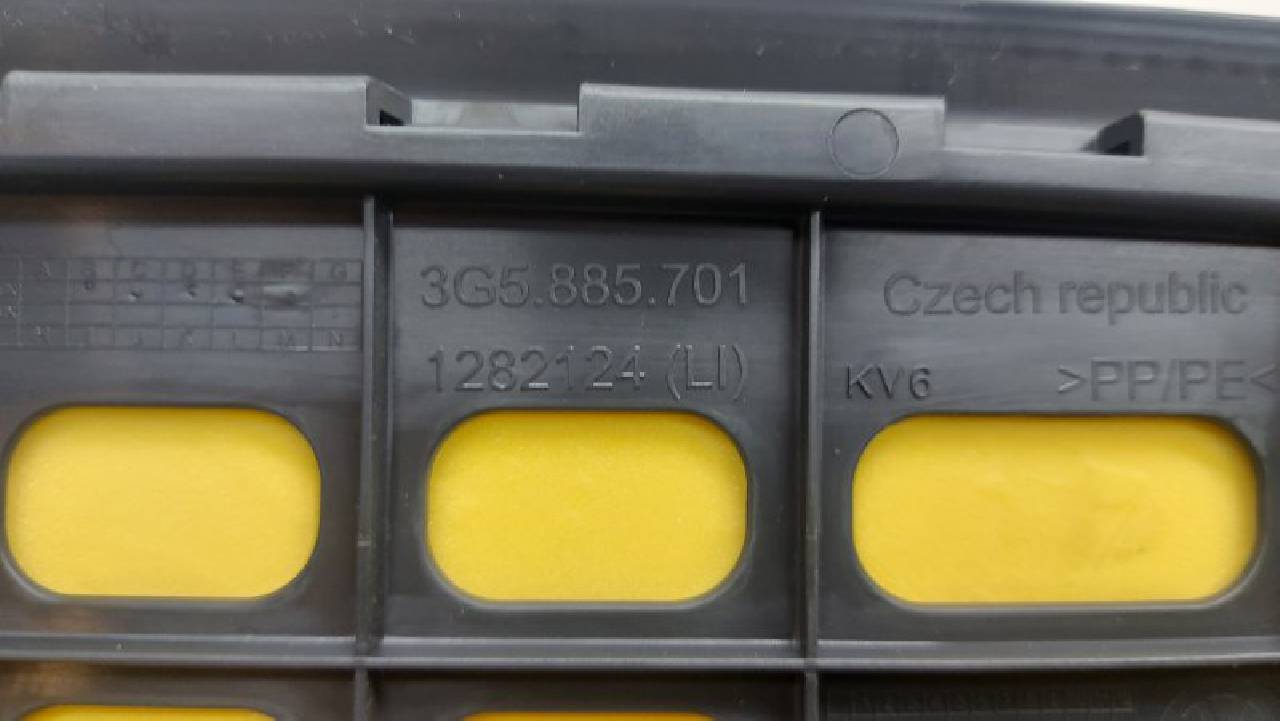 3G5.885.701
1282124 (LI)
Czech republic
KV6 >PP/PE<